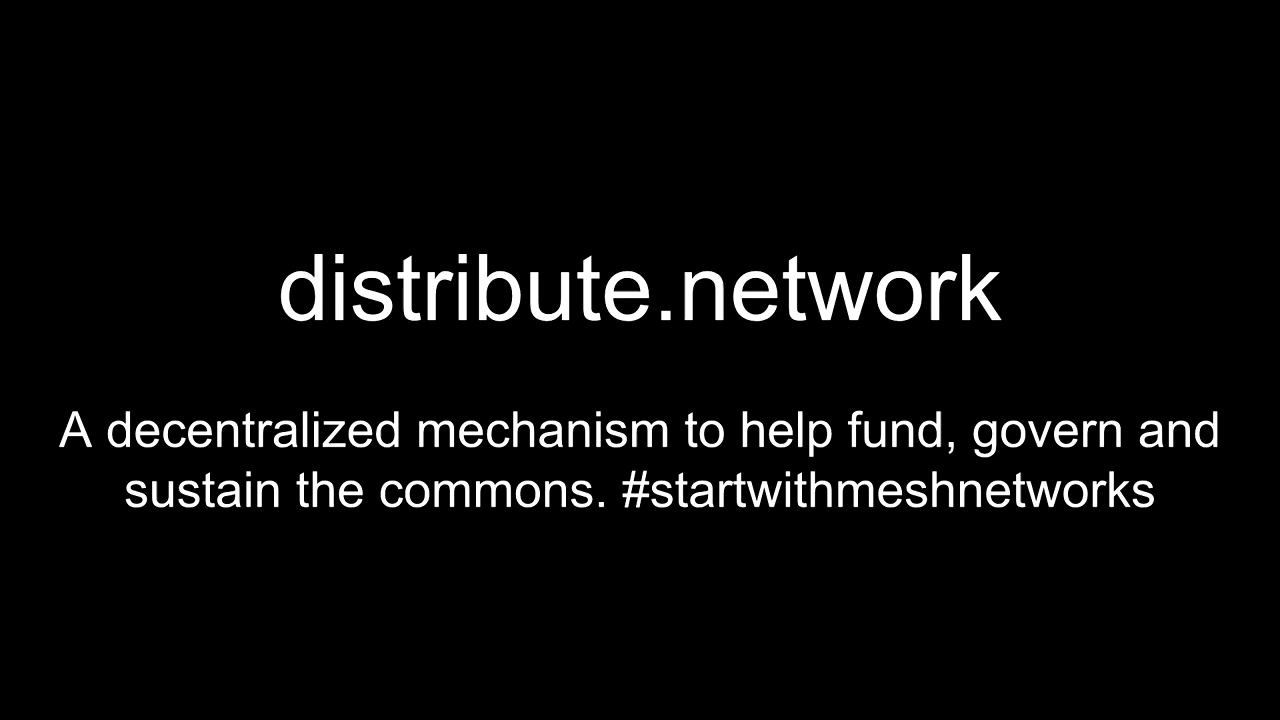 distribute.network
A decentralized mechanism to help fund, govern and
sustain the commons. #startwithmeshnetworks